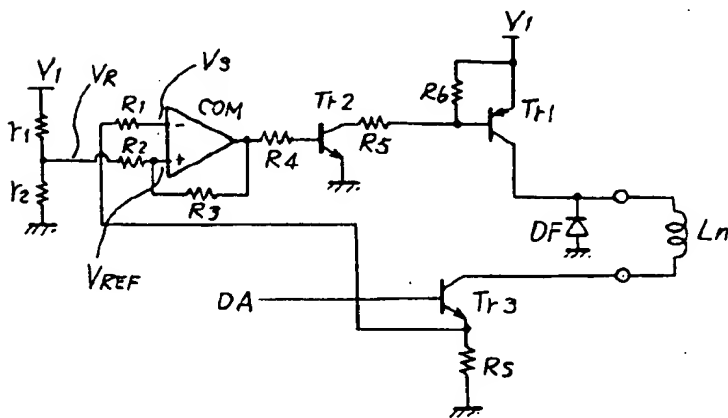 V1
V1
VR
V3
COM
R1
R2
R3
R4
Tr2
R5
R6
Tr1
r1
r2
VREF
DF
Ln
DA
Tr3
Rs